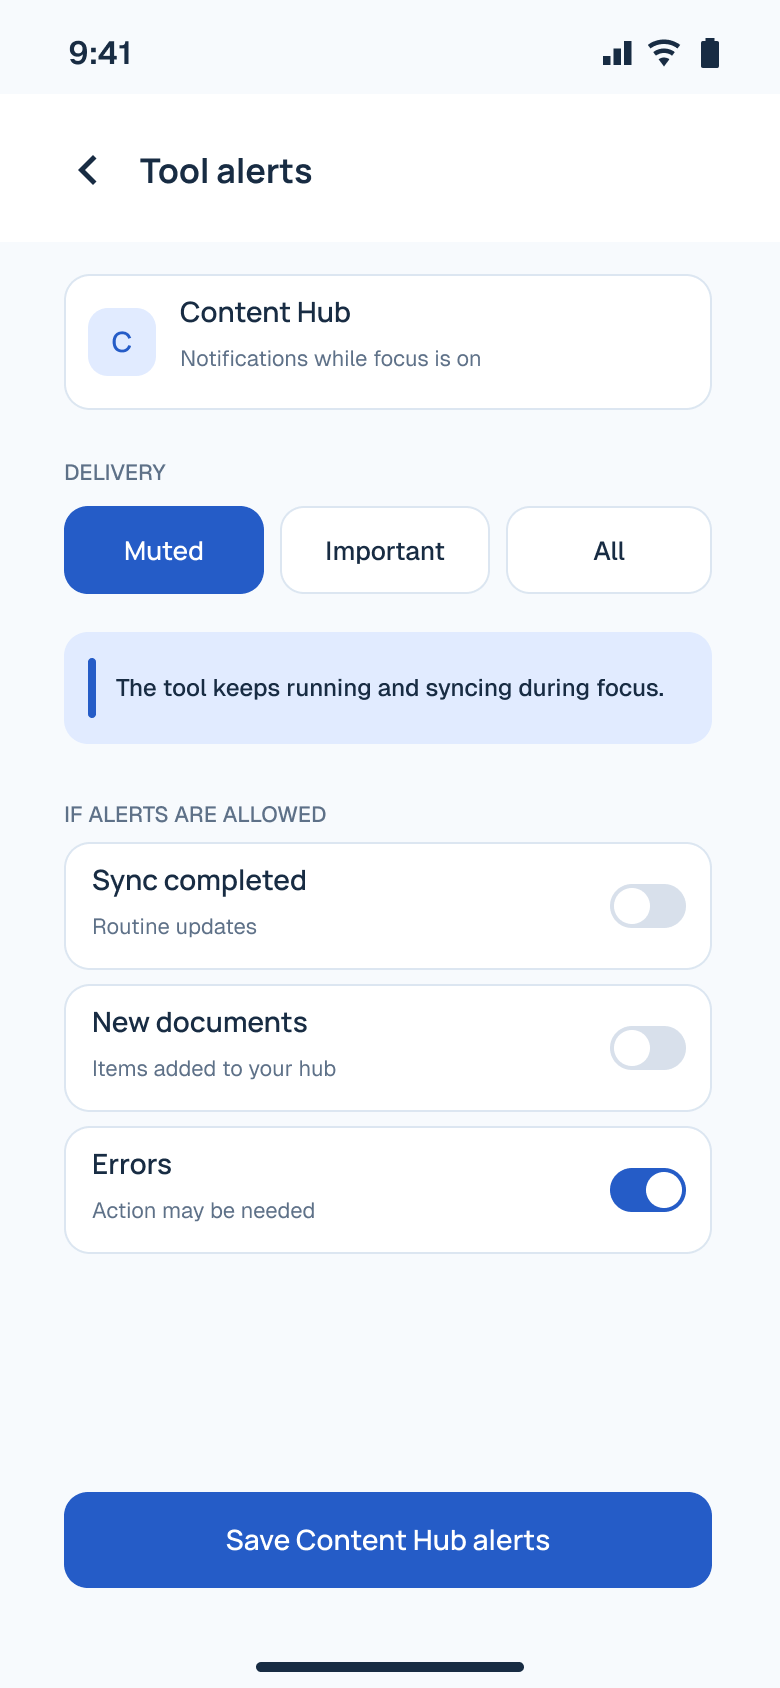 9:41
Tool alerts
C
Content Hub
Notifications while focus is on
DELIVERY
Muted
Important
All
The tool keeps running and syncing during focus.
IF ALERTS ARE ALLOWED
Sync completed
Routine updates
New documents
Items added to your hub
Errors
Action may be needed
Save Content Hub alerts